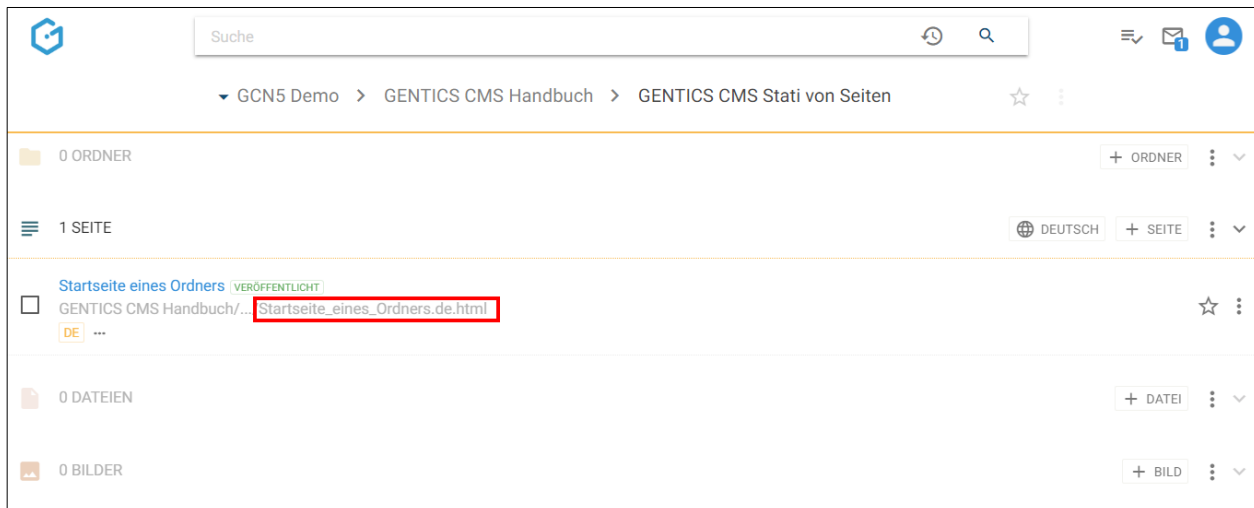 Suche
1
GCN5 Demo > GENTICS CMS Handbuch > GENTICS CMS Stati von Seiten
0 ORDNER + ORDNER
1 SEITE DEUTSCH + SEITE
Startseite eines Ordners VERÖFFENTLICHT
GENTICS CMS Handbuch/.../Startseite_eines_Ordners.de.html
DE ...
0 DATEIEN + DATEI
0 BILDER + BILD